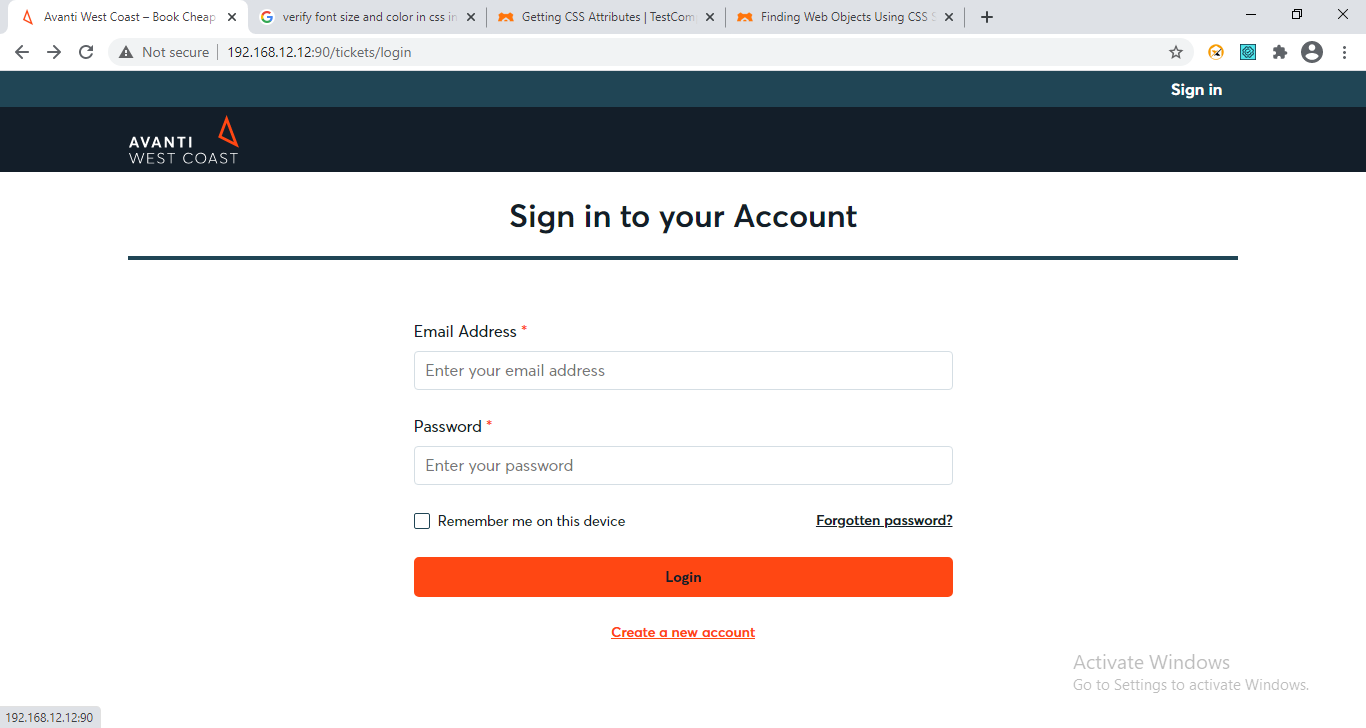 Avanti West Coast – Book Cheap
verify font size and color in css in
Getting CSS Attributes | TestCom
Finding Web Objects Using CSS S
Not secure
192.168.12.12:90/tickets/login
Sign in
AVANTI
WEST COAST
Sign in to your Account
Email Address *
Enter your email address
Password *
Enter your password
Remember me on this device
Forgotten password?
Login
Create a new account
Activate Windows
Go to Settings to activate Windows.
192.168.12.12:90